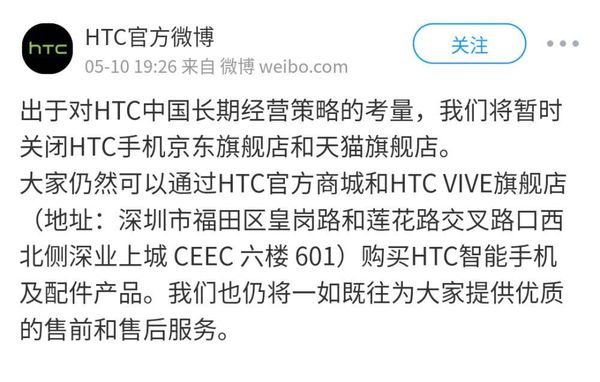 hTC
HTC官方微博
关注
05-10 19:26 来自 微博 weibo.com
出于对HTC中国长期经营策略的考量，我们将暂时
关闭HTC手机京东旗舰店和天猫旗舰店。
大家仍然可以通过HTC官方商城和HTC VIVE旗舰店
（地址：深圳市福田区皇岗路和莲花路交叉路口西
北侧深业上城 CEEC 六楼 601）购买HTC智能手机
及配件产品。我们也仍将一如既往为大家提供优质
的售前和售后服务。